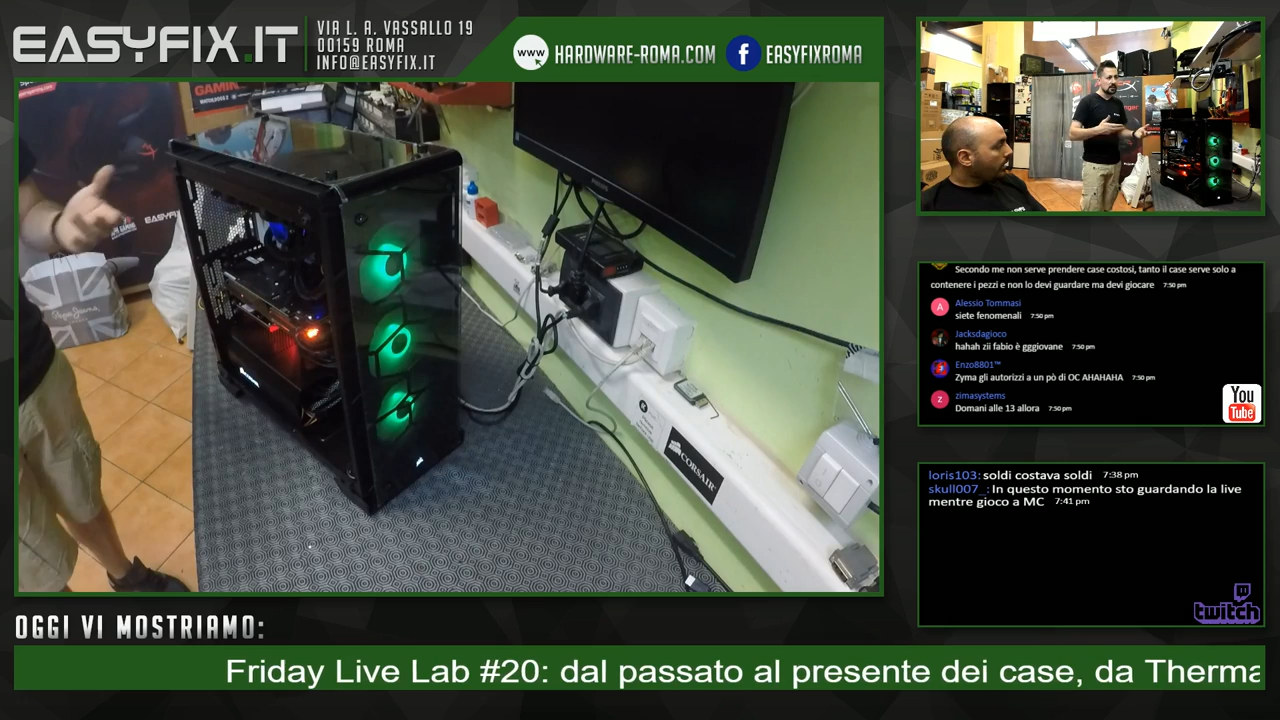 EASYFIX.IT
VIA L. A. VASSALLO 19
00159 ROMA
INFO@EASYFIX.IT
www
HARDWARE-ROMA.COM
f
EASYFIXROMA
GAMIN
EASYFIX
CORSAIR
Secondo me non serve prendere case costosi, tanto il case serve solo a
contenere i pezzi e non lo devi guardare ma devi giocare 7:50 pm
A
Alessio Tommasi
siete fenomenali 7:50 pm
Jacksdagioco
hahah zii fabio è gggiovane 7:50 pm
Enzo8801™
Zyma gli autorizzi a un pò di OC AHAHAHA 7:50 pm
z
zimasystems
Domani alle 13 allora 7:50 pm
You
Tube
loris103: soldi costava soldi 7:38 pm
skull007_: In questo momento sto guardando la live
mentre gioco a MC 7:41 pm
twitch
OGGI VI MOSTRIAMO:
Friday Live Lab #20: dal passato al presente dei case, da Therma